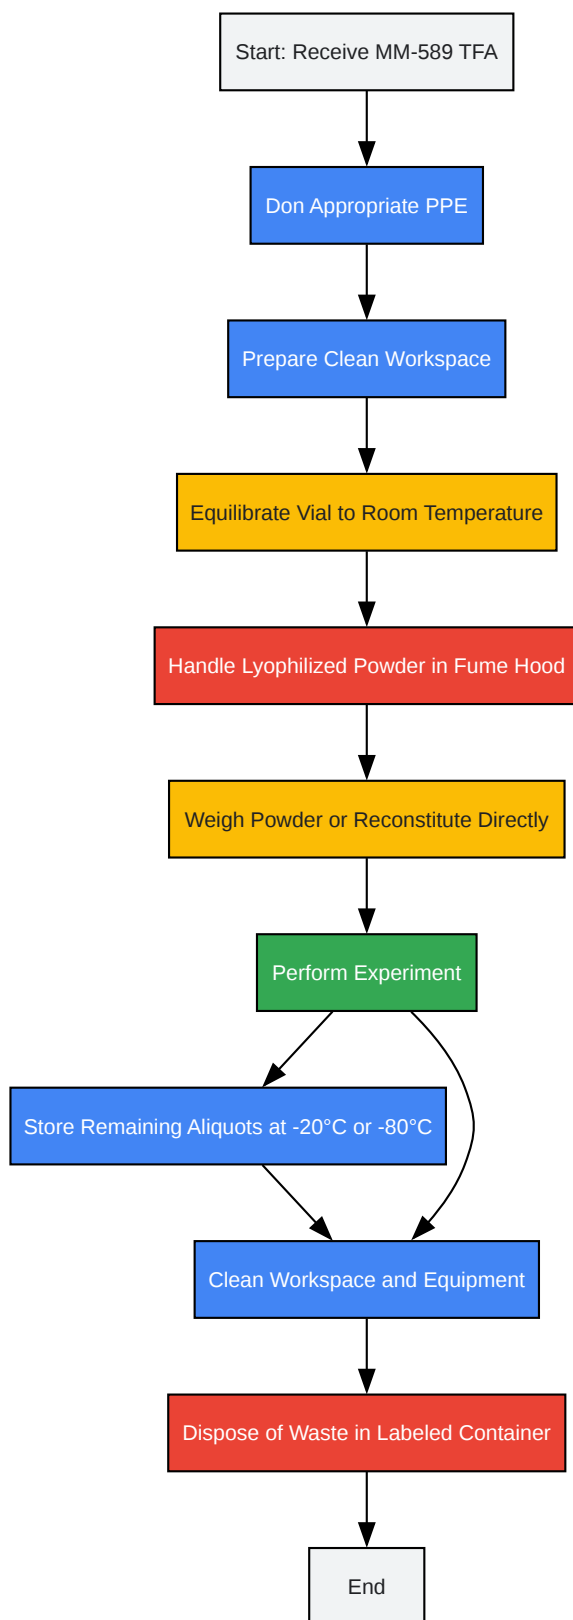 Start: Receive MM-589 TFA
Don Appropriate PPE
Prepare Clean Workspace
Equilibrate Vial to Room Temperature
Handle Lyophilized Powder in Fume Hood
Weigh Powder or Reconstitute Directly
Perform Experiment
Store Remaining Aliquots at -20°C or -80°C
Clean Workspace and Equipment
Dispose of Waste in Labeled Container
End